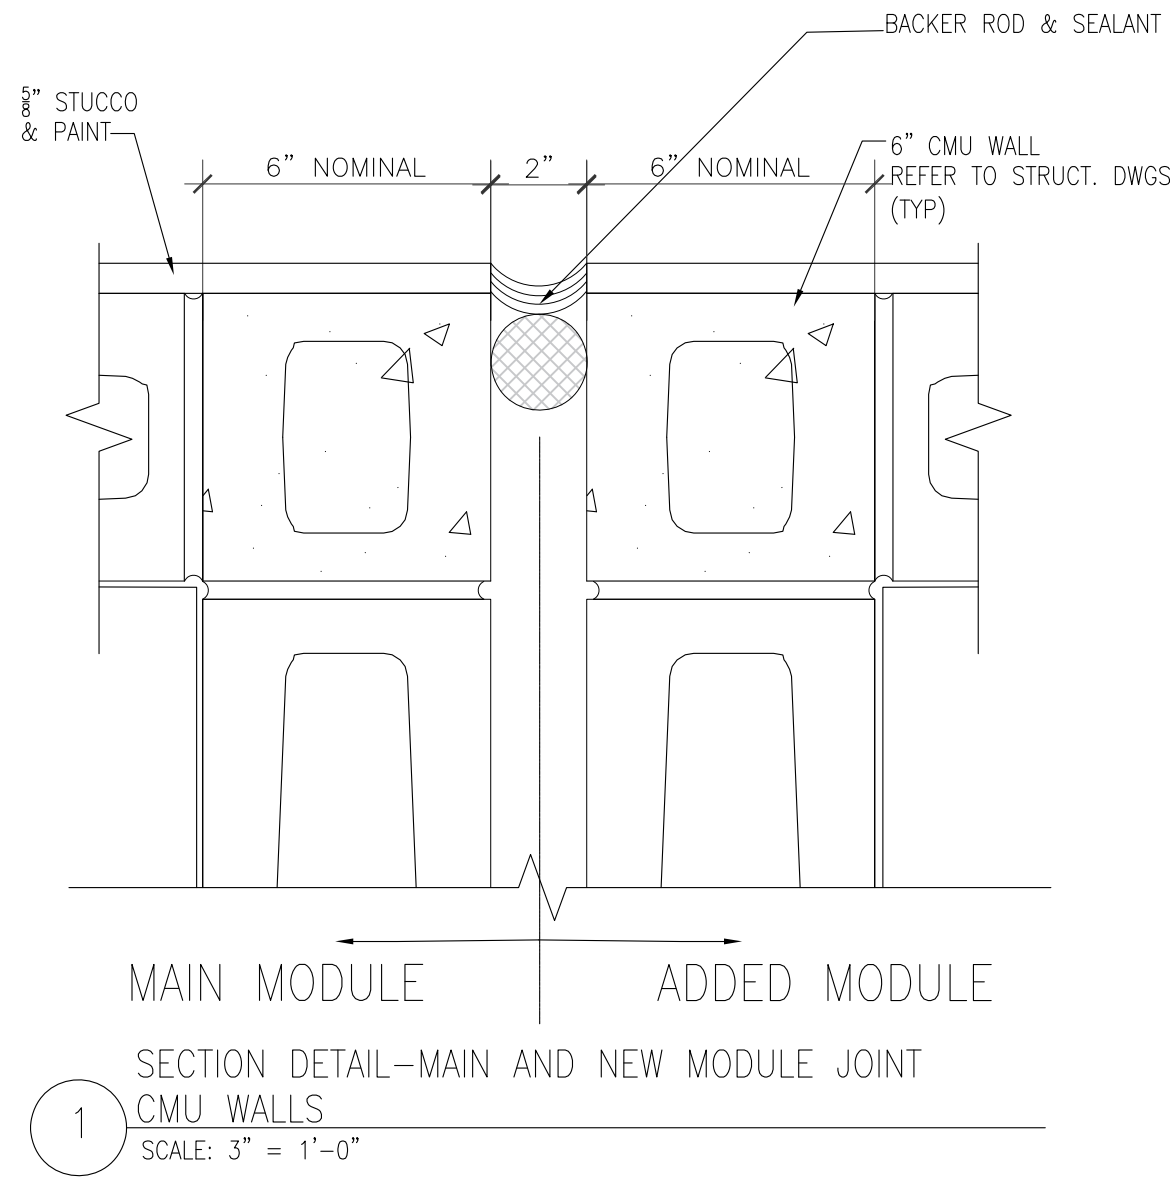 BACKER ROD & SEALANT
5/8" STUCCO
& PAINT
6" NOMINAL
2"
6" NOMINAL
6" CMU WALL
REFER TO STRUCT. DWGS
(TYP)
MAIN MODULE
ADDED MODULE
SECTION DETAIL-MAIN AND NEW MODULE JOINT
CMU WALLS
1
SCALE: 3" = 1'-0"